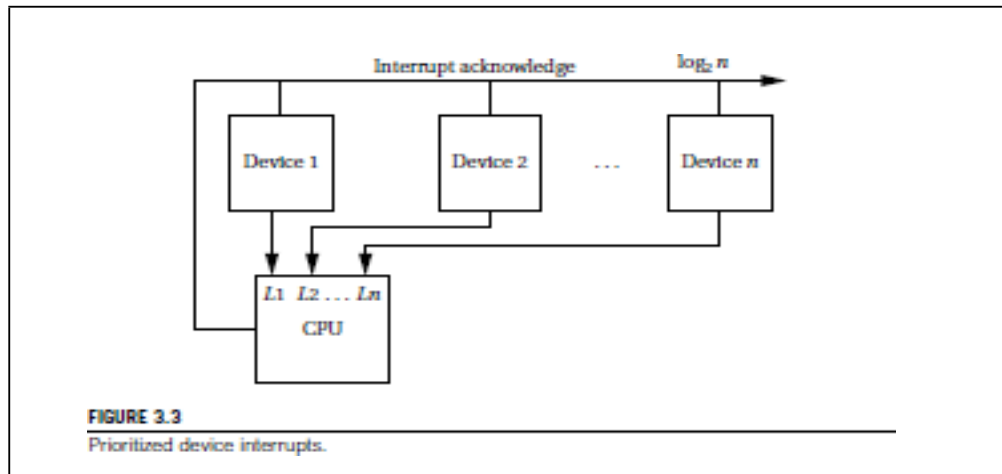 Interrupt acknowledge log₂ n
Device 1 Device 2 ... Device n
L1 L2 ... Ln
CPU
FIGURE 3.3
Prioritized device interrupts.